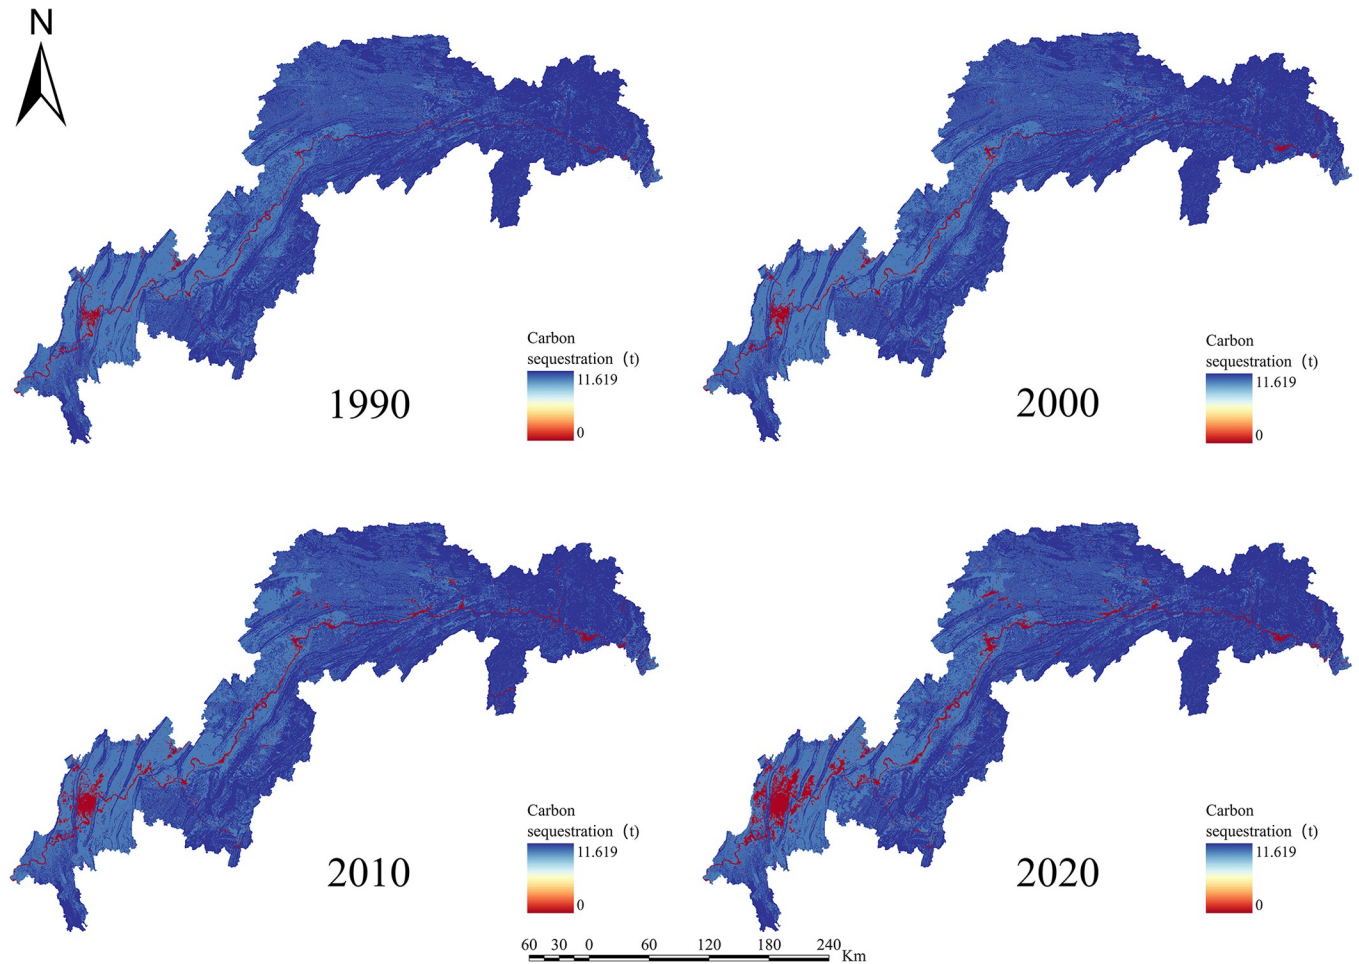 N
Carbon
sequestration (t)
11.619
0
1990
Carbon
sequestration (t)
11.619
0
2000
Carbon
sequestration (t)
11.619
0
2010
Carbon
sequestration (t)
11.619
0
2020
60 30 0 60 120 180 240 Km